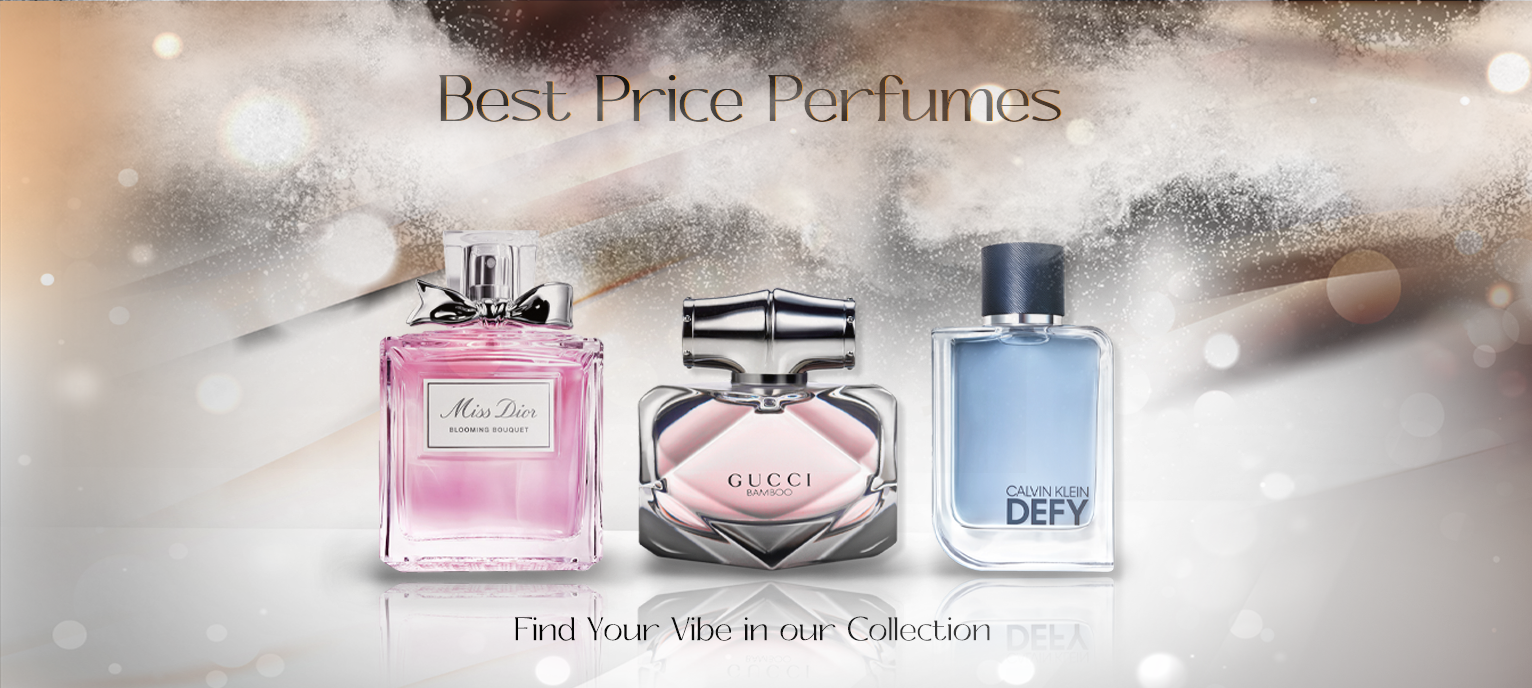 Best Price Perfumes
Miss Dior
BLOOMING BOUQUET
GUCCI
BAMBOO
CALVIN KLEIN
DEFY
Find Your Vibe in our Collection